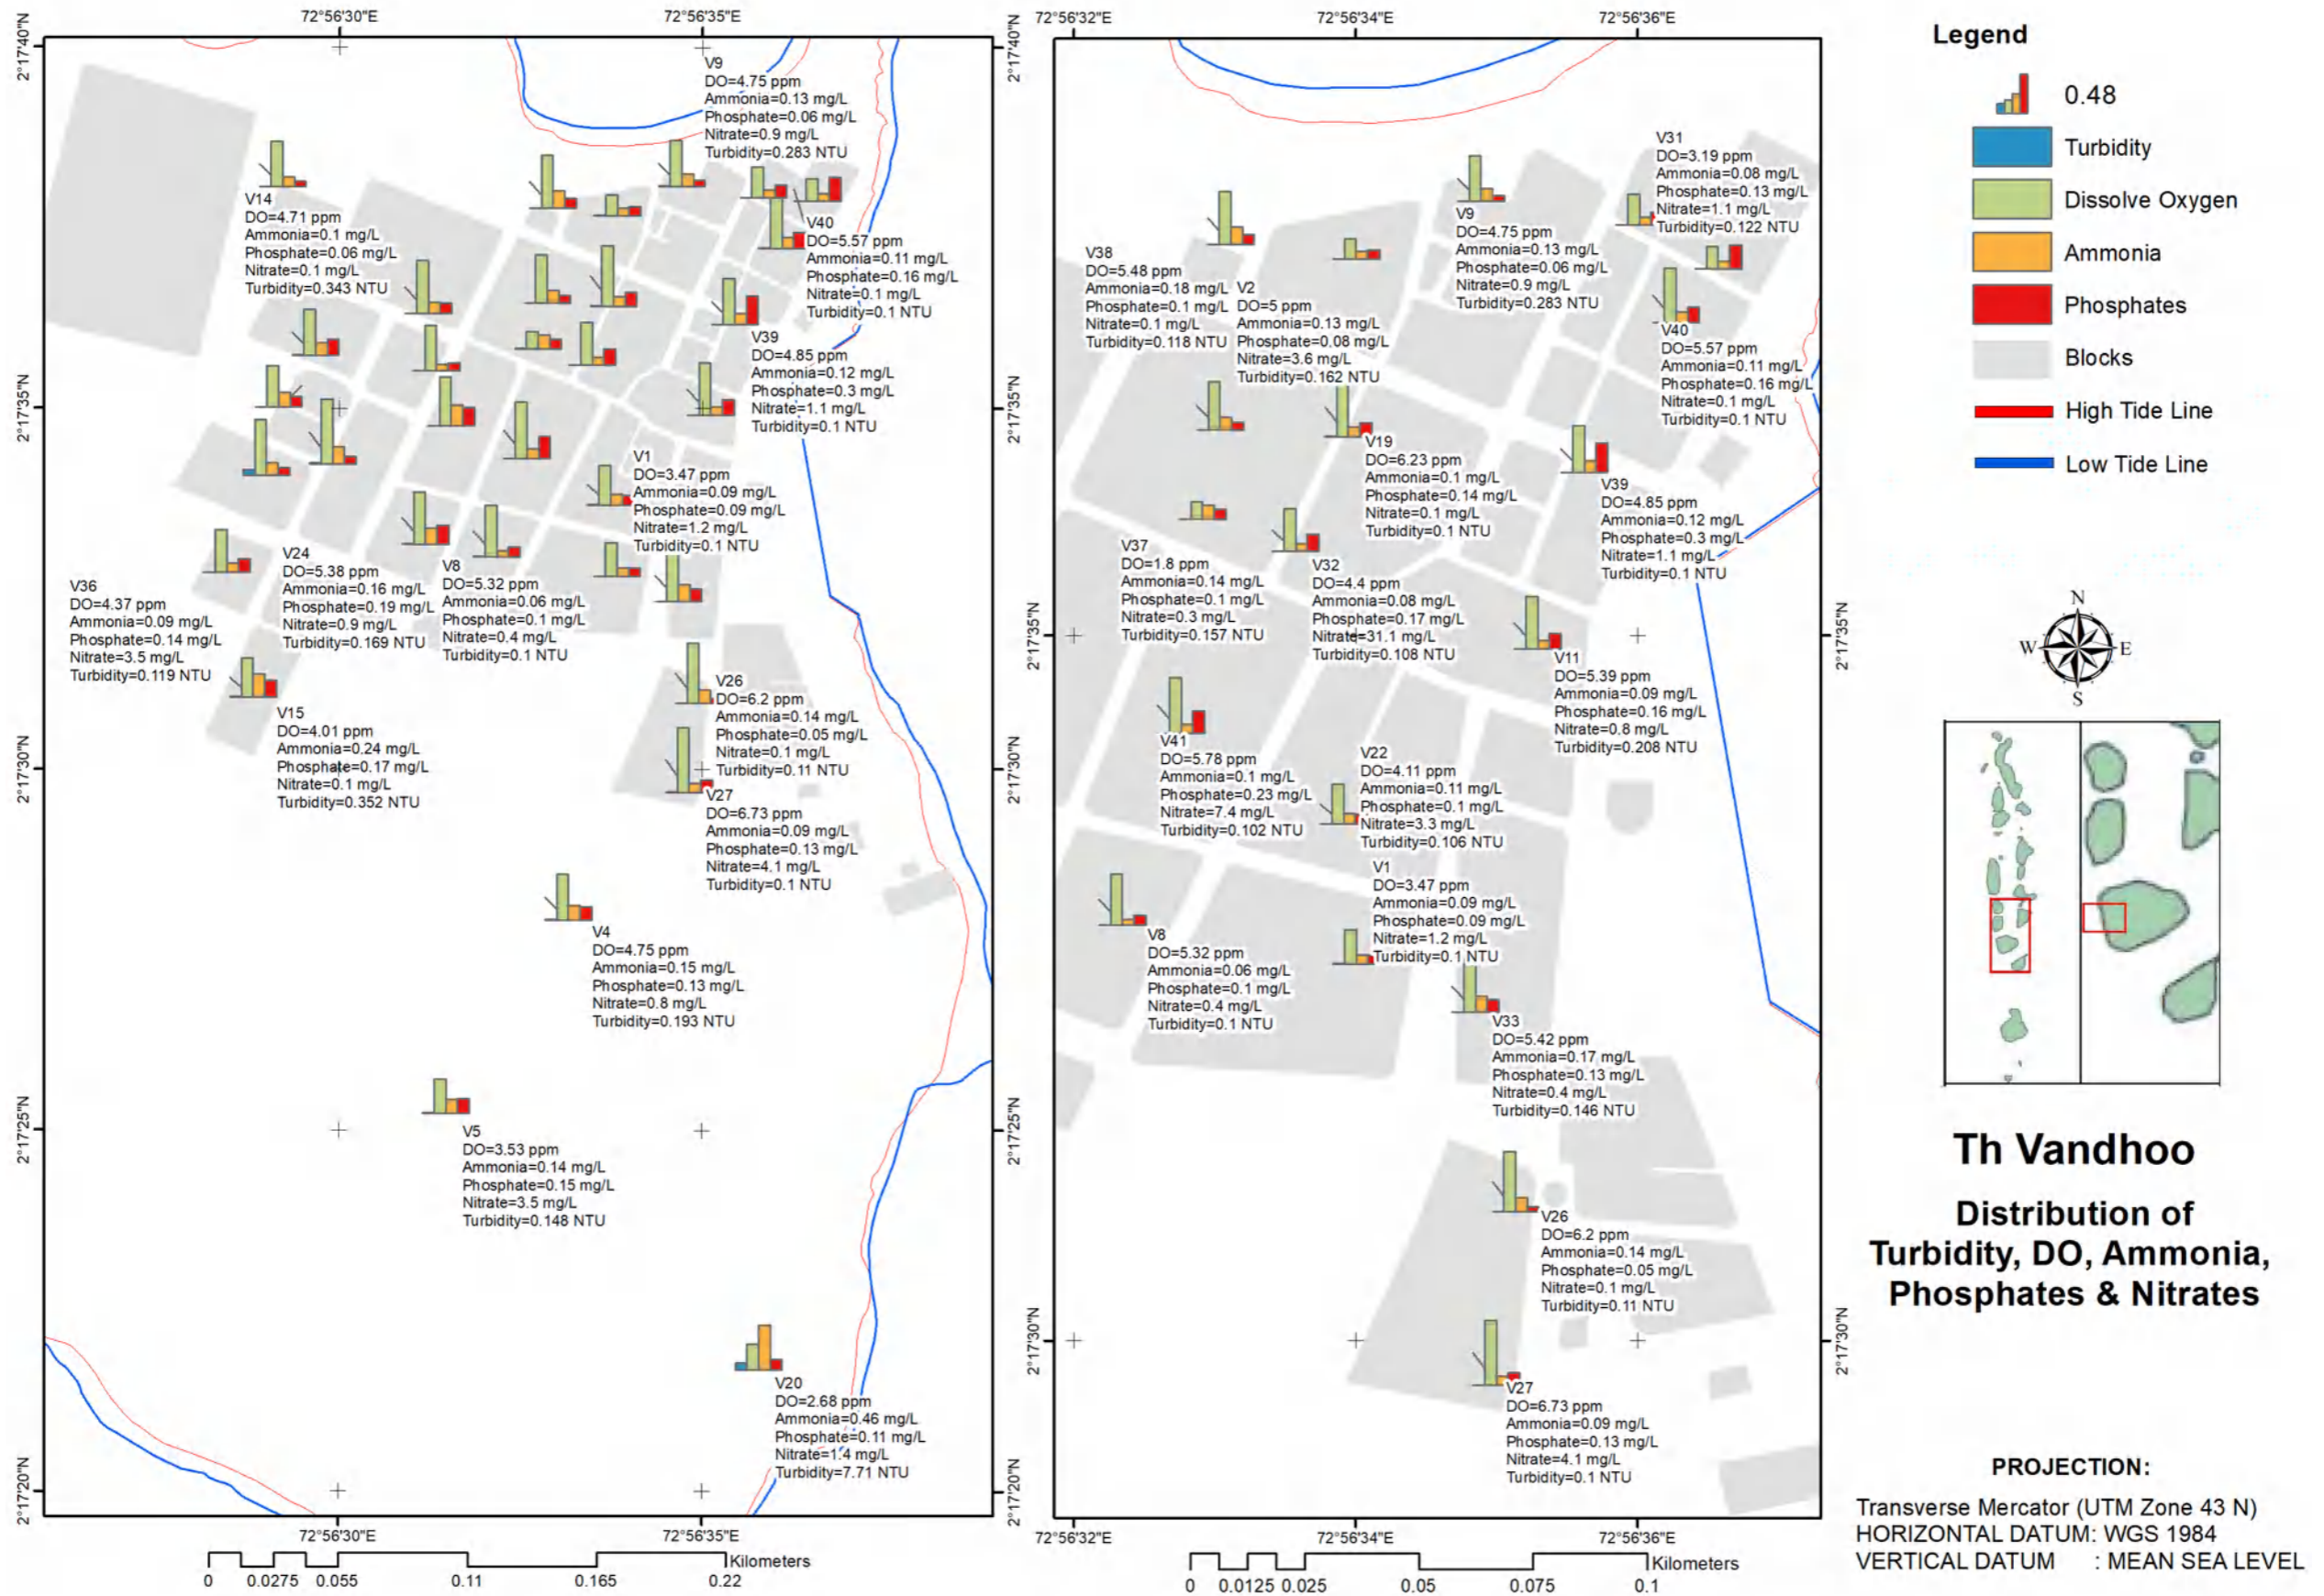 72°56'30"E
72°56'35"E
2°17'40"N
2°17'35"N
2°17'30"N
2°17'25"N
2°17'20"N
V9
DO=4.75 ppm
Ammonia=0.13 mg/L
Phosphate=0.06 mg/L
Nitrate=0.9 mg/L
Turbidity=0.283 NTU
V14
DO=4.71 ppm
Ammonia=0.1 mg/L
Phosphate=0.06 mg/L
Nitrate=0.1 mg/L
Turbidity=0.343 NTU
V40
DO=5.57 ppm
Ammonia=0.11 mg/L
Phosphate=0.16 mg/L
Nitrate=0.1 mg/L
Turbidity=0.1 NTU
V39
DO=4.85 ppm
Ammonia=0.12 mg/L
Phosphate=0.3 mg/L
Nitrate=1.1 mg/L
Turbidity=0.1 NTU
V1
DO=3.47 ppm
Ammonia=0.09 mg/L
Phosphate=0.09 mg/L
Nitrate=1.2 mg/L
Turbidity=0.1 NTU
V24
DO=5.38 ppm
Ammonia=0.16 mg/L
Phosphate=0.19 mg/L
Nitrate=0.9 mg/L
Turbidity=0.169 NTU
V8
DO=5.32 ppm
Ammonia=0.06 mg/L
Phosphate=0.1 mg/L
Nitrate=0.4 mg/L
Turbidity=0.1 NTU
V36
DO=4.37 ppm
Ammonia=0.09 mg/L
Phosphate=0.14 mg/L
Nitrate=3.5 mg/L
Turbidity=0.119 NTU
V15
DO=4.01 ppm
Ammonia=0.24 mg/L
Phosphate=0.17 mg/L
Nitrate=0.1 mg/L
Turbidity=0.352 NTU
V26
DO=6.2 ppm
Ammonia=0.14 mg/L
Phosphate=0.05 mg/L
Nitrate=0.1 mg/L
Turbidity=0.11 NTU
V27
DO=6.73 ppm
Ammonia=0.09 mg/L
Phosphate=0.13 mg/L
Nitrate=4.1 mg/L
Turbidity=0.1 NTU
V4
DO=4.75 ppm
Ammonia=0.15 mg/L
Phosphate=0.13 mg/L
Nitrate=0.8 mg/L
Turbidity=0.193 NTU
V5
DO=3.53 ppm
Ammonia=0.14 mg/L
Phosphate=0.15 mg/L
Nitrate=3.5 mg/L
Turbidity=0.148 NTU
V20
DO=2.68 ppm
Ammonia=0.46 mg/L
Phosphate=0.11 mg/L
Nitrate=1.4 mg/L
Turbidity=7.71 NTU
2°17'40"N
2°17'35"N
2°17'30"N
2°17'25"N
2°17'20"N
72°56'30"E
72°56'35"E
Kilometers
0 0.0275 0.055 0.11 0.165 0.22
72°56'32"E
72°56'34"E
72°56'36"E
2°17'35"N
2°17'30"N
V31
DO=3.19 ppm
Ammonia=0.08 mg/L
Phosphate=0.13 mg/L
Nitrate=1.1 mg/L
Turbidity=0.122 NTU
V9
DO=4.75 ppm
Ammonia=0.13 mg/L
Phosphate=0.06 mg/L
Nitrate=0.9 mg/L
Turbidity=0.283 NTU
V38
DO=5.48 ppm
Ammonia=0.18 mg/L
Phosphate=0.1 mg/L
Nitrate=0.1 mg/L
Turbidity=0.118 NTU
V2
DO=5 ppm
Ammonia=0.13 mg/L
Phosphate=0.08 mg/L
Nitrate=3.6 mg/L
Turbidity=0.162 NTU
V40
DO=5.57 ppm
Ammonia=0.11 mg/L
Phosphate=0.16 mg/L
Nitrate=0.1 mg/L
Turbidity=0.1 NTU
V19
DO=6.23 ppm
Ammonia=0.1 mg/L
Phosphate=0.14 mg/L
Nitrate=0.1 mg/L
Turbidity=0.1 NTU
V39
DO=4.85 ppm
Ammonia=0.12 mg/L
Phosphate=0.3 mg/L
Nitrate=1.1 mg/L
Turbidity=0.1 NTU
V37
DO=1.8 ppm
Ammonia=0.14 mg/L
Phosphate=0.1 mg/L
Nitrate=0.3 mg/L
Turbidity=0.157 NTU
V32
DO=4.4 ppm
Ammonia=0.08 mg/L
Phosphate=0.17 mg/L
Nitrate=31.1 mg/L
Turbidity=0.108 NTU
V11
DO=5.39 ppm
Ammonia=0.09 mg/L
Phosphate=0.16 mg/L
Nitrate=0.8 mg/L
Turbidity=0.208 NTU
V41
DO=5.78 ppm
Ammonia=0.1 mg/L
Phosphate=0.23 mg/L
Nitrate=7.4 mg/L
Turbidity=0.102 NTU
V22
DO=4.11 ppm
Ammonia=0.11 mg/L
Phosphate=0.1 mg/L
Nitrate=3.3 mg/L
Turbidity=0.106 NTU
V1
DO=3.47 ppm
Ammonia=0.09 mg/L
Phosphate=0.09 mg/L
Nitrate=1.2 mg/L
Turbidity=0.1 NTU
V8
DO=5.32 ppm
Ammonia=0.06 mg/L
Phosphate=0.1 mg/L
Nitrate=0.4 mg/L
Turbidity=0.1 NTU
V33
DO=5.42 ppm
Ammonia=0.17 mg/L
Phosphate=0.13 mg/L
Nitrate=0.4 mg/L
Turbidity=0.146 NTU
V26
DO=6.2 ppm
Ammonia=0.14 mg/L
Phosphate=0.05 mg/L
Nitrate=0.1 mg/L
Turbidity=0.11 NTU
V27
DO=6.73 ppm
Ammonia=0.09 mg/L
Phosphate=0.13 mg/L
Nitrate=4.1 mg/L
Turbidity=0.1 NTU
2°17'35"N
2°17'30"N
72°56'32"E
72°56'34"E
72°56'36"E
Kilometers
0 0.0125 0.025 0.05 0.075 0.1
Legend
0.48
Turbidity
Dissolve Oxygen
Ammonia
Phosphates
Blocks
High Tide Line
Low Tide Line
N
W E
S
Th Vandhoo
Distribution of
Turbidity, DO, Ammonia,
Phosphates & Nitrates
PROJECTION:
Transverse Mercator (UTM Zone 43 N)
HORIZONTAL DATUM: WGS 1984
VERTICAL DATUM : MEAN SEA LEVEL